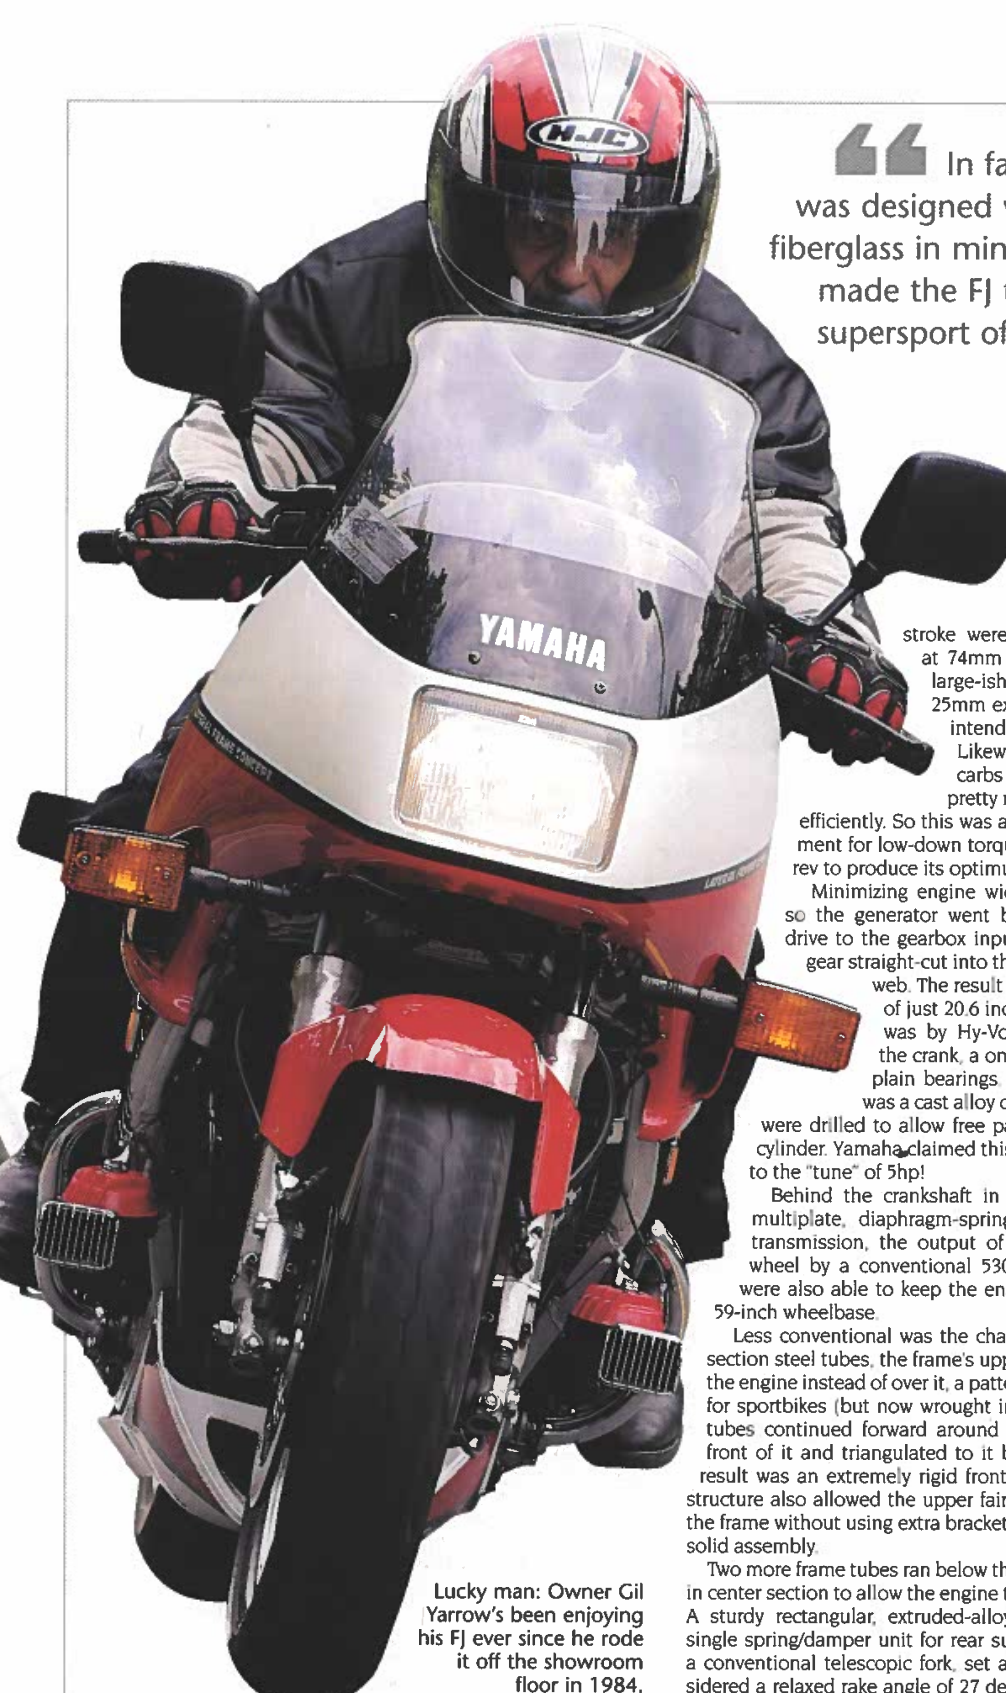 HJC
In fa
was designed
fiberglass in min
made the FJ
supersport of
YAMAHA
LATERAL FRAME CONCEPT
LATERAL FRAME
stroke were
at 74mm
large-ish
25mm ex
intend
Likew
carbs
pretty
efficiently. So this was a
ment for low-down torqu
rev to produce its optimu
Minimizing engine wid
so the generator went b
drive to the gearbox inpu
gear straight-cut into th
web. The result
of just 20.6 inc
was by Hy-Vo
the crank, a on
plain bearings.
was a cast alloy
were drilled to allow free pa
cylinder. Yamaha claimed this
to the "tune" of 5hp!
Behind the crankshaft in
multiplate, diaphragm-spring
transmission, the output of
wheel by a conventional 530
were also able to keep the en
59-inch wheelbase.
Less conventional was the cha
section steel tubes, the frame's upp
the engine instead of over it, a patte
for sportbikes (but now wrought i
tubes continued forward around
front of it and triangulated to it b
result was an extremely rigid front
structure also allowed the upper fair
the frame without using extra bracket
solid assembly.
Two more frame tubes ran below th
in center section to allow the engine t
A sturdy rectangular, extruded-alloy
single spring/damper unit for rear su
a conventional telescopic fork, set a
sidered a relaxed rake angle of 27 de
Lucky man: Owner Gil
Yarrow's been enjoying
his FJ ever since he rode
it off the showroom
floor in 1984.